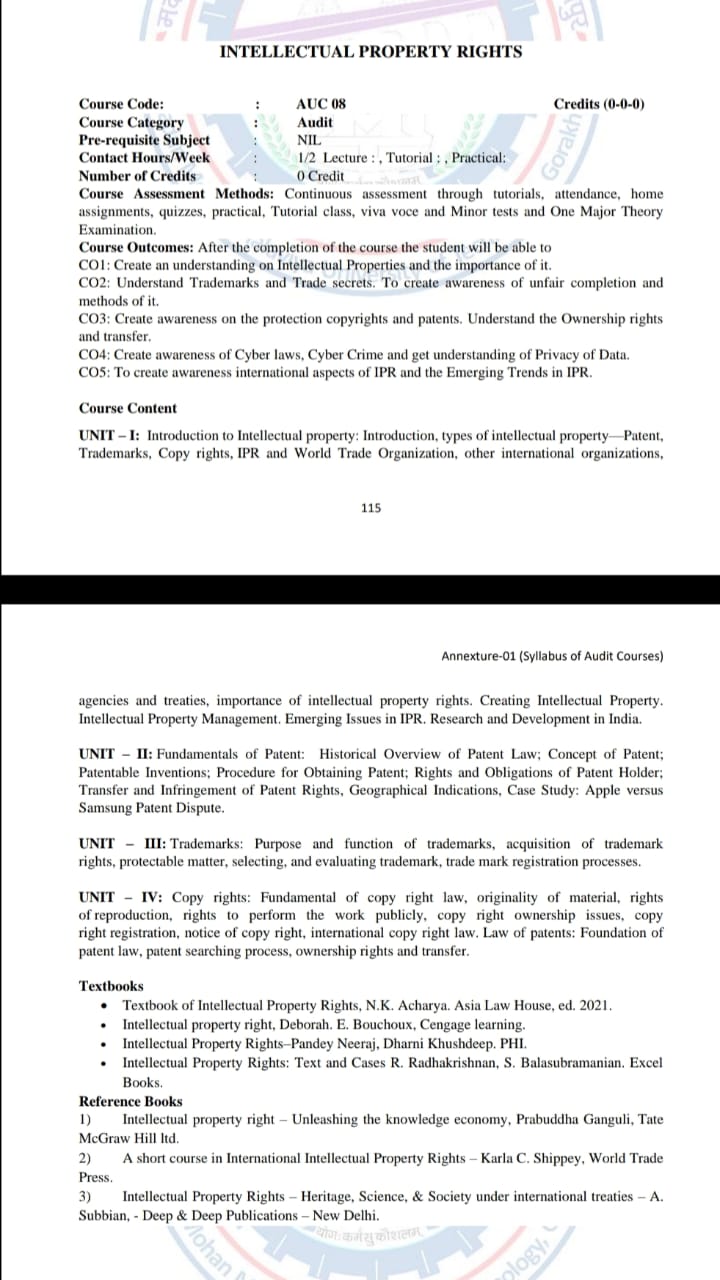 पुर,
INTELLECTUAL PROPERTY RIGHTS
Course Code: : AUC 08 Credits (0-0-0)
Course Category : Audit
Pre-requisite Subject : NIL
Contact Hours/Week : 1/2 Lecture : , Tutorial : , Practical:
Number of Credits : 0 Credit
Gorakh
Course Assessment Methods: Continuous assessment through tutorials, attendance, home
assignments, quizzes, practical, Tutorial class, viva voce and Minor tests and One Major Theory
Examination.
Course Outcomes: After the completion of the course the student will be able to
CO1: Create an understanding on Intellectual Properties and the importance of it.
CO2: Understand Trademarks and Trade secrets. To create awareness of unfair completion and
methods of it.
CO3: Create awareness on the protection copyrights and patents. Understand the Ownership rights
and transfer.
CO4: Create awareness of Cyber laws, Cyber Crime and get understanding of Privacy of Data.
CO5: To create awareness international aspects of IPR and the Emerging Trends in IPR.
Course Content
UNIT – I: Introduction to Intellectual property: Introduction, types of intellectual property—Patent,
Trademarks, Copy rights, IPR and World Trade Organization, other international organizations,
115
Annexture-01 (Syllabus of Audit Courses)
agencies and treaties, importance of intellectual property rights. Creating Intellectual Property.
Intellectual Property Management. Emerging Issues in IPR. Research and Development in India.
UNIT – II: Fundamentals of Patent: Historical Overview of Patent Law; Concept of Patent;
Patentable Inventions; Procedure for Obtaining Patent; Rights and Obligations of Patent Holder;
Transfer and Infringement of Patent Rights, Geographical Indications, Case Study: Apple versus
Samsung Patent Dispute.
UNIT – III: Trademarks: Purpose and function of trademarks, acquisition of trademark
rights, protectable matter, selecting, and evaluating trademark, trade mark registration processes.
UNIT – IV: Copy rights: Fundamental of copy right law, originality of material, rights
of reproduction, rights to perform the work publicly, copy right ownership issues, copy
right registration, notice of copy right, international copy right law. Law of patents: Foundation of
patent law, patent searching process, ownership rights and transfer.
Textbooks
• Textbook of Intellectual Property Rights, N.K. Acharya. Asia Law House, ed. 2021.
• Intellectual property right, Deborah. E. Bouchoux, Cengage learning.
• Intellectual Property Rights–Pandey Neeraj, Dharni Khushdeep. PHI.
• Intellectual Property Rights: Text and Cases R. Radhakrishnan, S. Balasubramanian. Excel
Books.
Reference Books
1) Intellectual property right – Unleashing the knowledge economy, Prabuddha Ganguli, Tate
McGraw Hill ltd.
2) A short course in International Intellectual Property Rights – Karla C. Shippey, World Trade
Press.
3) Intellectual Property Rights – Heritage, Science, & Society under international treaties – A.
Subbian, - Deep & Deep Publications – New Delhi.
योगः कर्मसु कौशलम्
Mohan
ology,